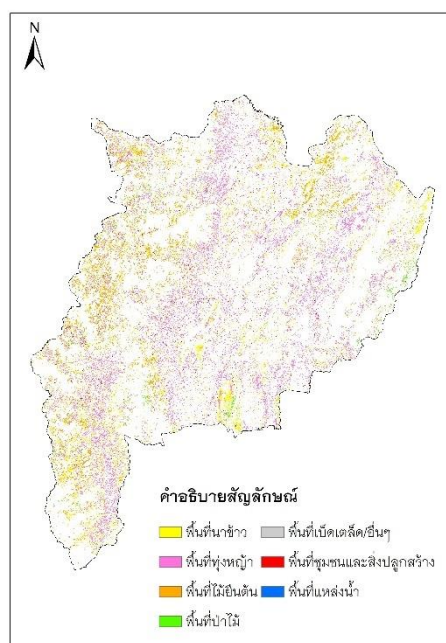 N
คำอธิบายสัญลักษณ์
พื้นที่นาข้าว พื้นที่เบ็ดเตล็ด/อื่นๆ
พื้นที่ทุ่งหญ้า พื้นที่ชุมชนและสิ่งปลูกสร้าง
พื้นที่ไม้ยืนต้น พื้นที่แหล่งน้ำ
พื้นที่ป่าไม้